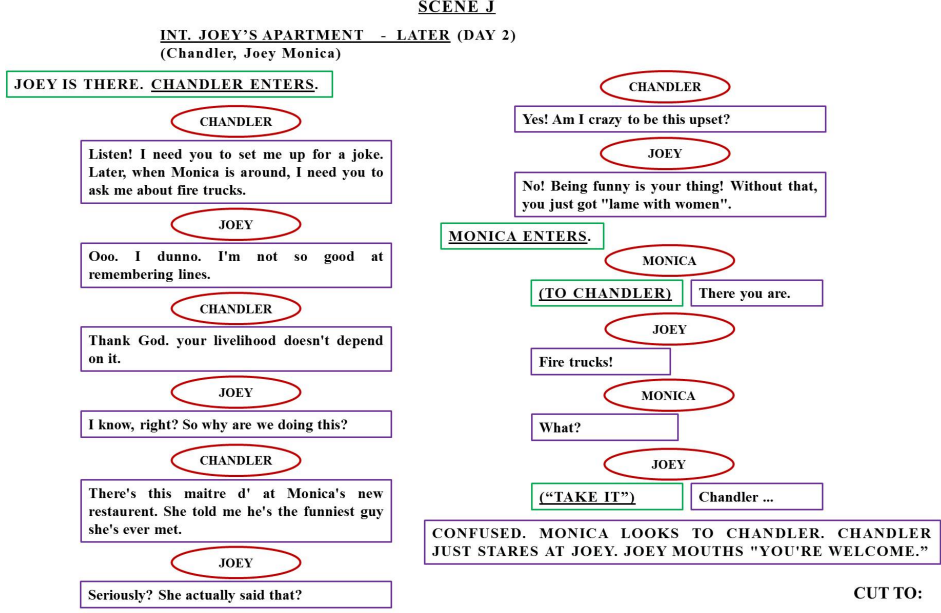 SCENE J
INT. JOEY'S APARTMENT - LATER (DAY 2)
(Chandler, Joey Monica)
JOEY IS THERE. CHANDLER ENTERS.
CHANDLER
Listen! I need you to set me up for a joke.
Later, when Monica is around, I need you to
ask me about fire trucks.
JOEY
Ooo. I dunno. I'm not so good at
remembering lines.
CHANDLER
Thank God. your livelihood doesn't depend
on it.
JOEY
I know, right? So why are we doing this?
CHANDLER
There's this maitre d' at Monica's new
restaurent. She told me he's the funniest guy
she's ever met.
JOEY
Seriously? She actually said that?
CHANDLER
Yes! Am I crazy to be this upset?
JOEY
No! Being funny is your thing! Without that,
you just got "lame with women".
MONICA ENTERS.
MONICA
(TO CHANDLER) There you are.
JOEY
Fire trucks!
MONICA
What?
JOEY
(“TAKE IT”) Chandler ...
CONFUSED. MONICA LOOKS TO CHANDLER. CHANDLER
JUST STARES AT JOEY. JOEY MOUTHS "YOU'RE WELCOME.”
CUT TO: